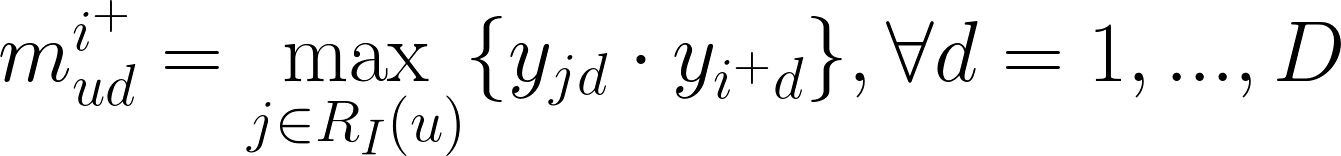 m_{ud}^{i^+} = \max_{j \in R_I(u)} \{y_{jd} \cdot y_{i^+d}\}, \forall d = 1, ..., D